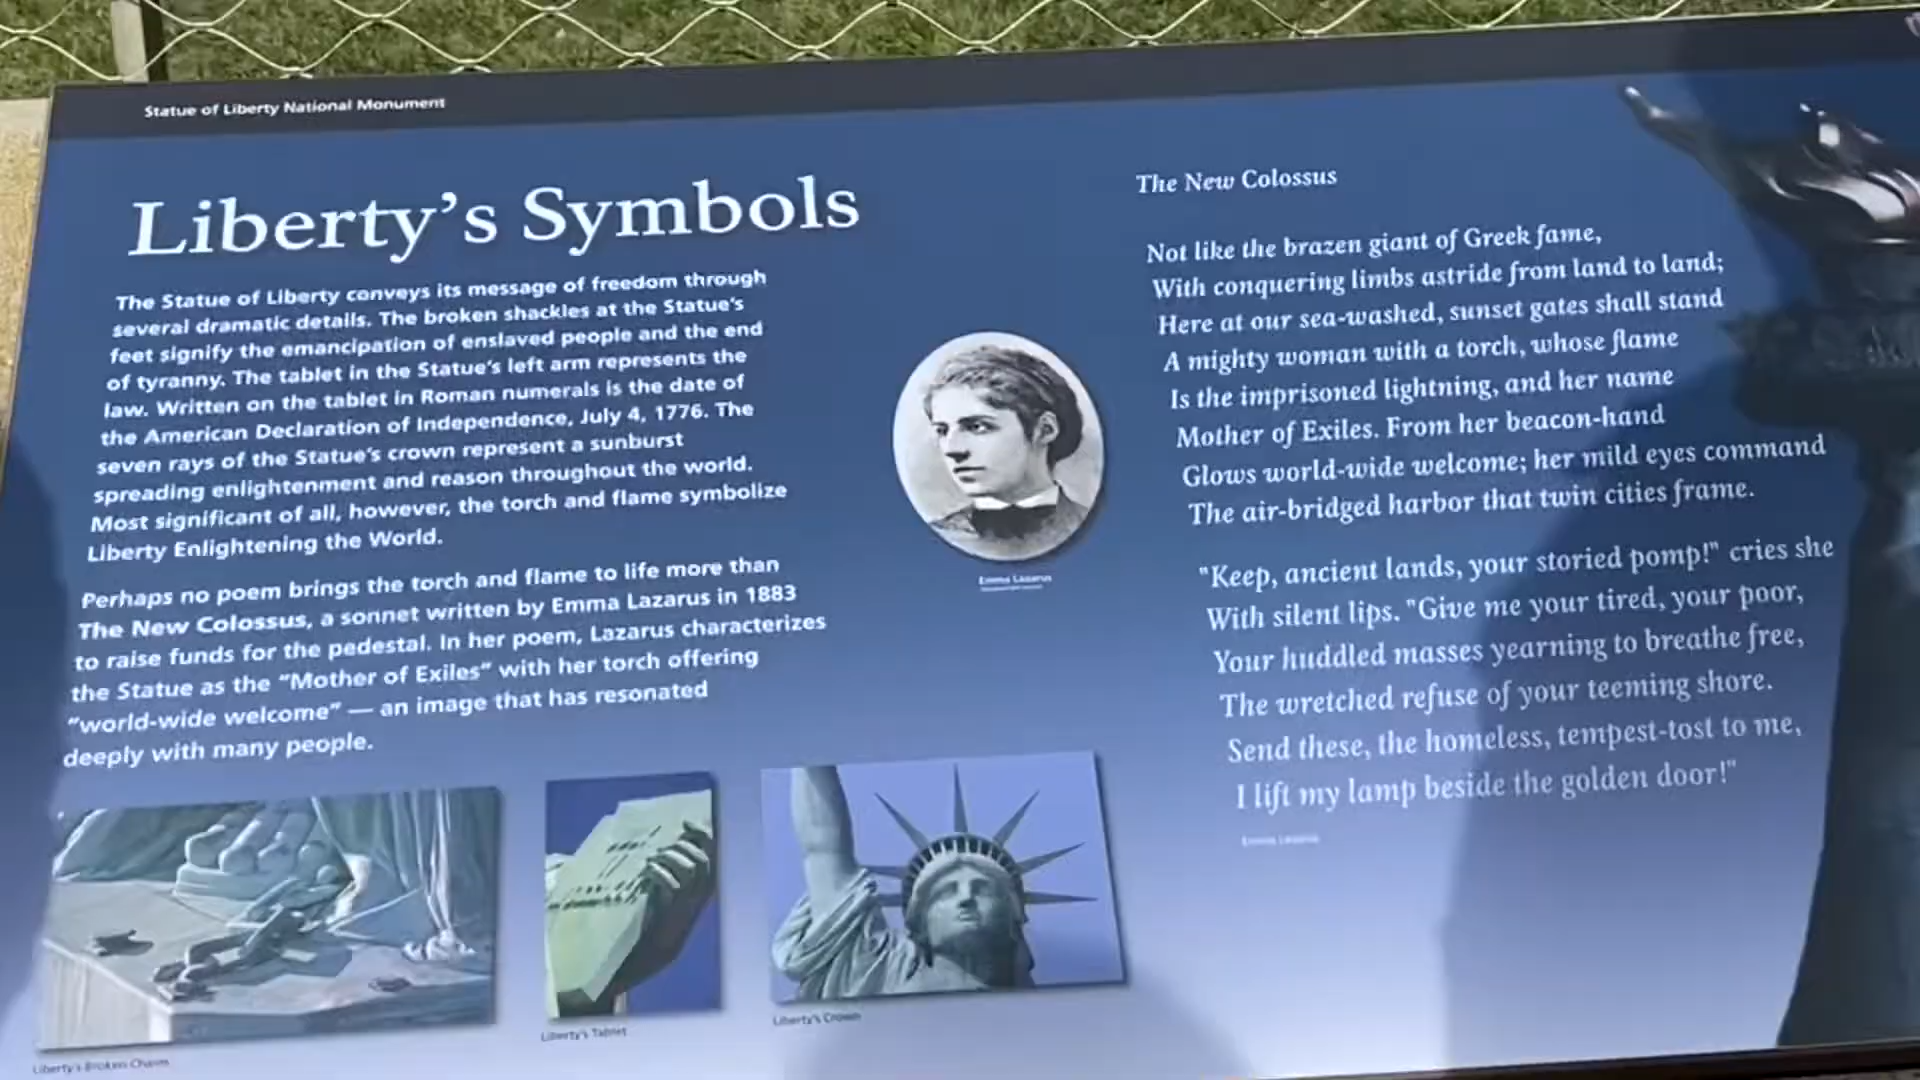 Statue of Liberty National Monument
Liberty's Symbols
The Statue of Liberty conveys its message of freedom through
several dramatic details. The broken shackles at the Statue's
feet signify the emancipation of enslaved people and the end
of tyranny. The tablet in the Statue's left arm represents the
law. Written on the tablet in Roman numerals is the date of
the American Declaration of Independence, July 4, 1776. The
seven rays of the Statue's crown represent a sunburst
spreading enlightenment and reason throughout the world.
Most significant of all, however, the torch and flame symbolize
Liberty Enlightening the World.
Perhaps no poem brings the torch and flame to life more than
The New Colossus, a sonnet written by Emma Lazarus in 1883
to raise funds for the pedestal. In her poem, Lazarus characterizes
the Statue as the “Mother of Exiles” with her torch offering
“world-wide welcome” — an image that has resonated
deeply with many people.
Liberty's Broken Chains
Liberty's Tablet
Liberty's Crown
Emma Lazarus
The New Colossus
Not like the brazen giant of Greek fame,
With conquering limbs astride from land to land;
Here at our sea-washed, sunset gates shall stand
A mighty woman with a torch, whose flame
Is the imprisoned lightning, and her name
Mother of Exiles. From her beacon-hand
Glows world-wide welcome; her mild eyes command
The air-bridged harbor that twin cities frame.
"Keep, ancient lands, your storied pomp!" cries she
With silent lips. "Give me your tired, your poor,
Your huddled masses yearning to breathe free,
The wretched refuse of your teeming shore.
Send these, the homeless, tempest-tost to me,
I lift my lamp beside the golden door!"
Emma Lazarus